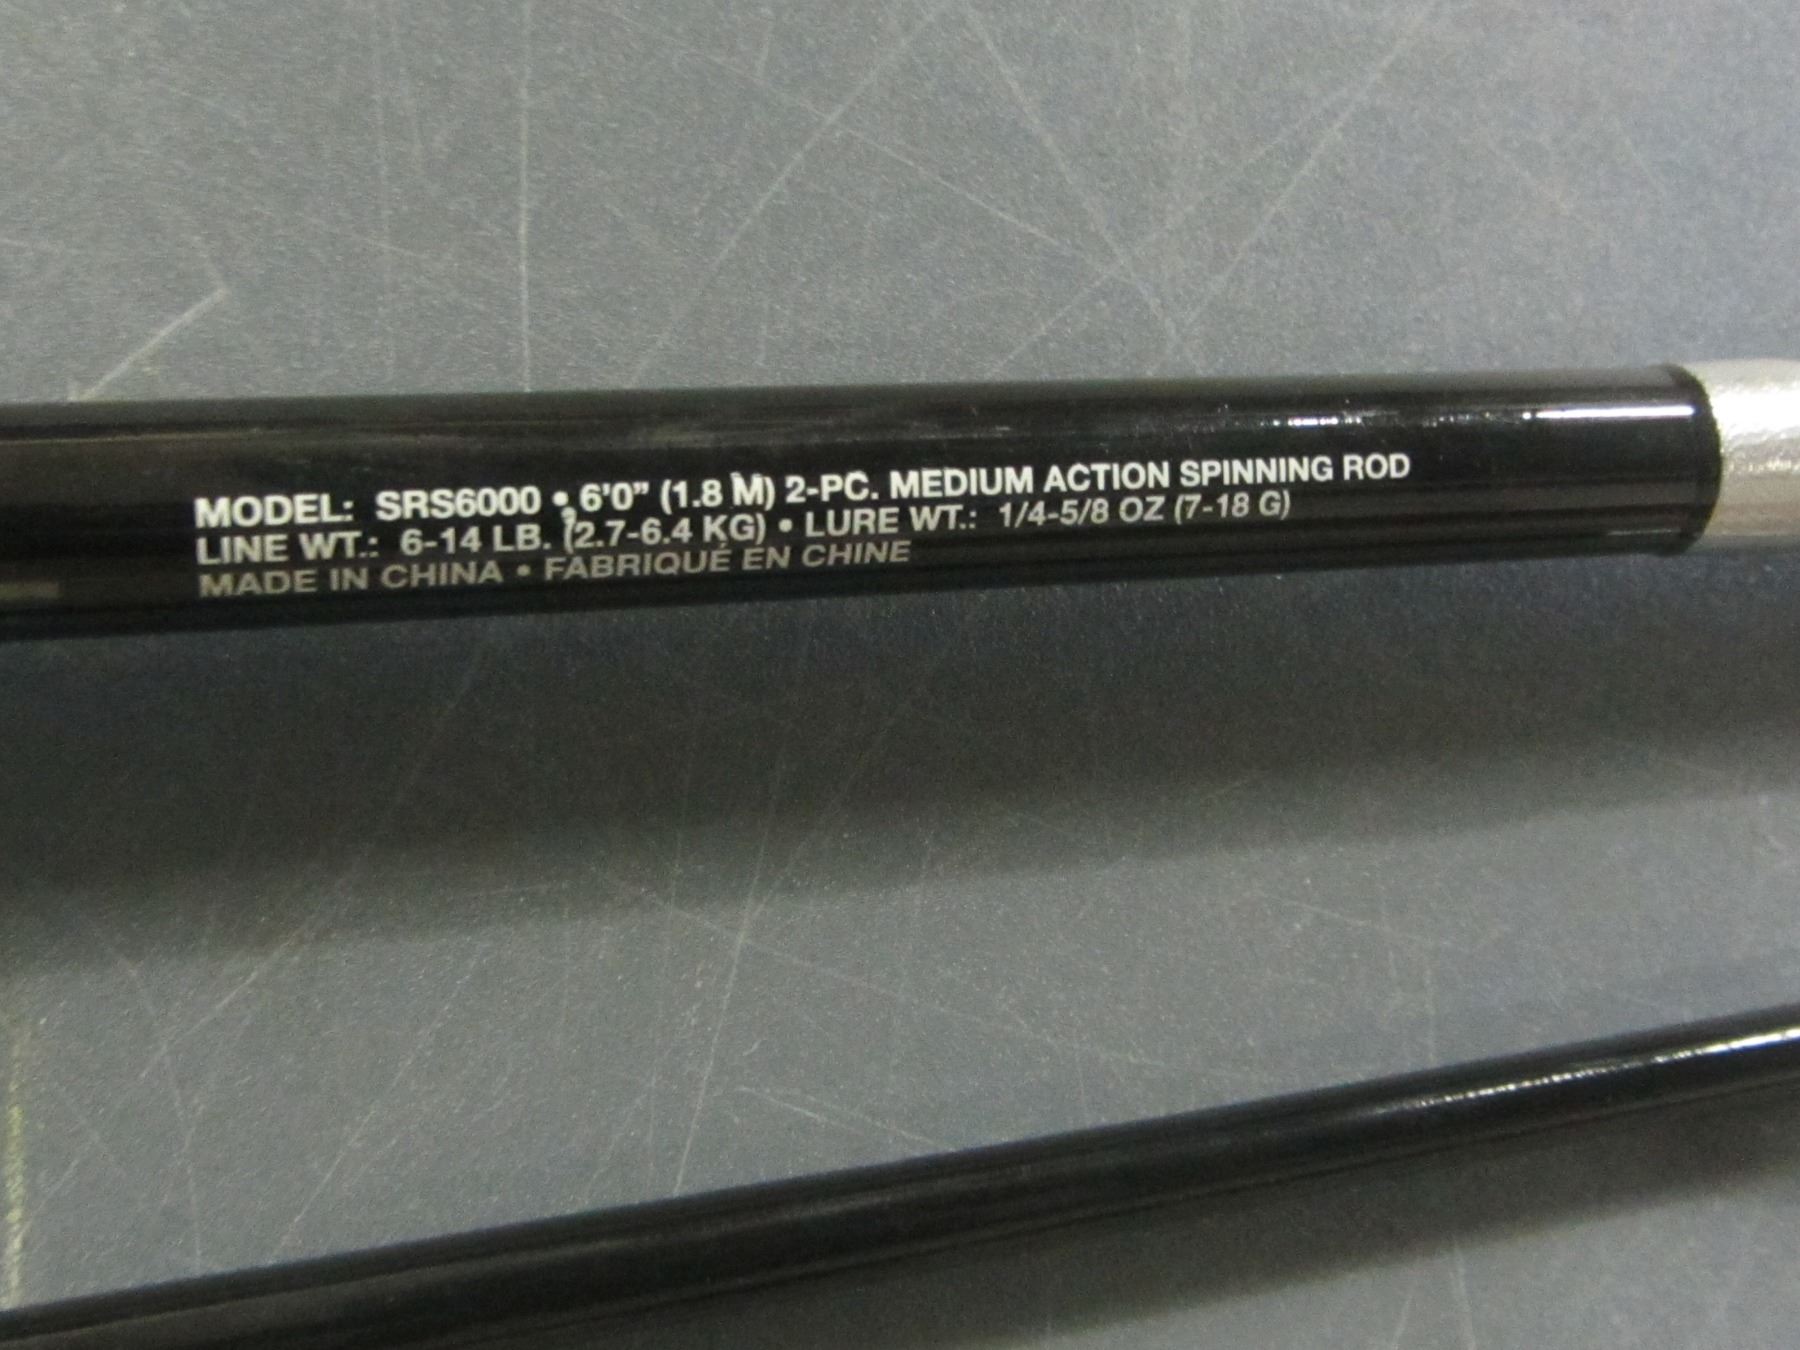 MODEL: SRS6000 • 6'0" (1.8 M) 2-PC. MEDIUM ACTION SPINNING ROD
LINE WT.: 6-14 LB. (2.7-6.4 KG) • LURE WT.: 1/4-5/8 OZ (7-18 G)
MADE IN CHINA • FABRIQUÉ EN CHINE